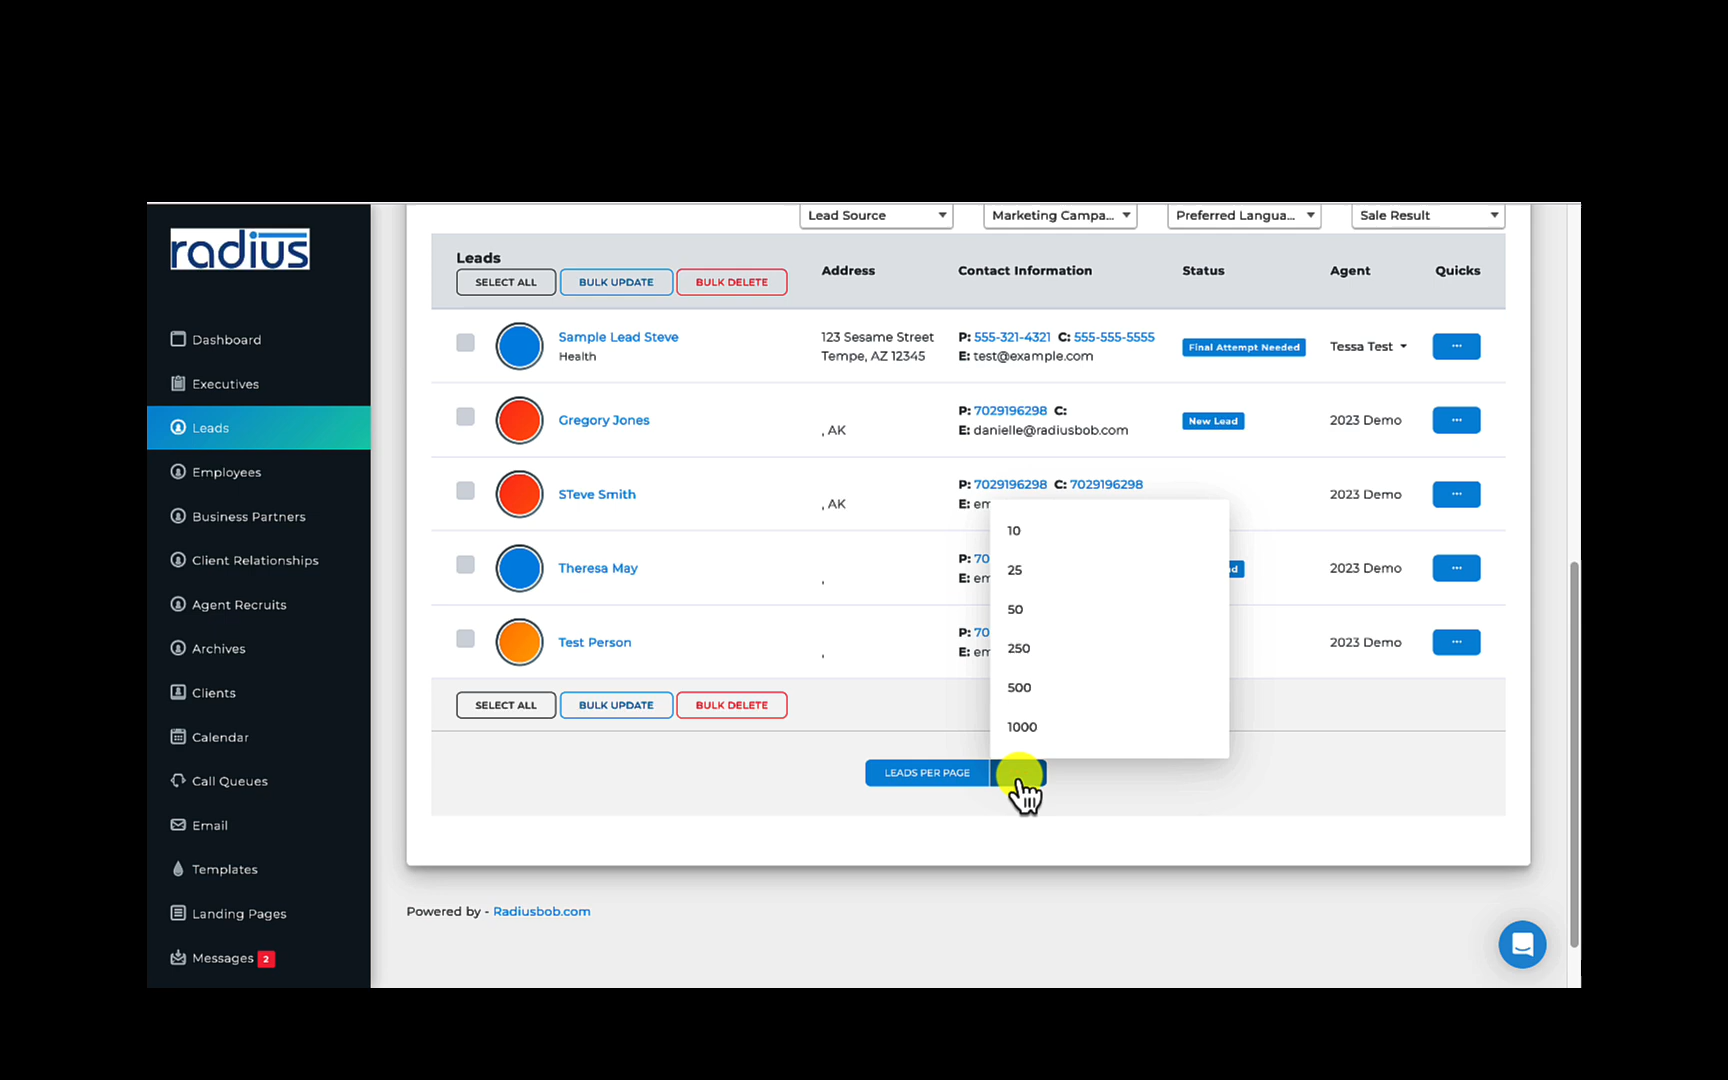 radius
Dashboard
Executives
Leads
Employees
Business Partners
Client Relationships
Agent Recruits
Archives
Clients
Calendar
Call Queues
Email
Templates
Landing Pages
Messages 2
Lead Source Marketing Campa... Preferred Langua... Sale Result
Leads
SELECT ALL BULK UPDATE BULK DELETE
Address Contact Information Status Agent Quicks
Sample Lead Steve
Health
123 Sesame Street
Tempe, AZ 12345
P: 555-321-4321 C: 555-555-5555
E: test@example.com
Final Attempt Needed
Tessa Test
...
Gregory Jones
, AK
P: 7029196298 C:
E: danielle@radiusbob.com
New Lead
2023 Demo
...
STeve Smith
, AK
P: 7029196298 C: 7029196298
E: em
2023 Demo
...
Theresa May
,
P: 70
E: em
d
2023 Demo
...
Test Person
,
P: 70
E: em
2023 Demo
...
10
25
50
250
500
1000
SELECT ALL BULK UPDATE BULK DELETE
LEADS PER PAGE
Powered by - Radiusbob.com